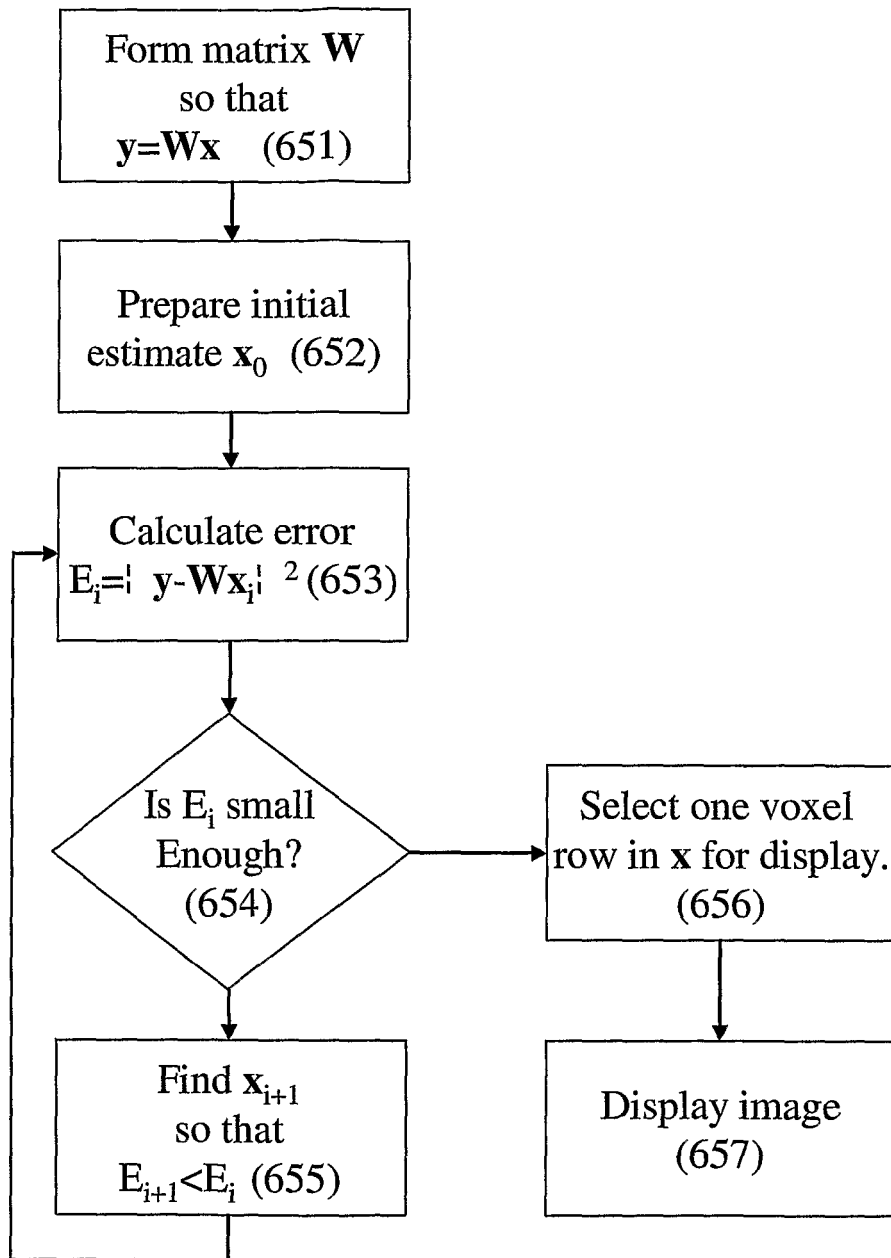 Form matrix W
so that
y=Wx (651)
Prepare initial
estimate x₀ (652)
Calculate error
Eᵢ=¦ y-Wxᵢ¦ ² (653)
Is Eᵢ small
Enough?
(654)
Find xᵢ₊₁
so that
Eᵢ₊₁<Eᵢ (655)
Select one voxel
row in x for display.
(656)
Display image
(657)